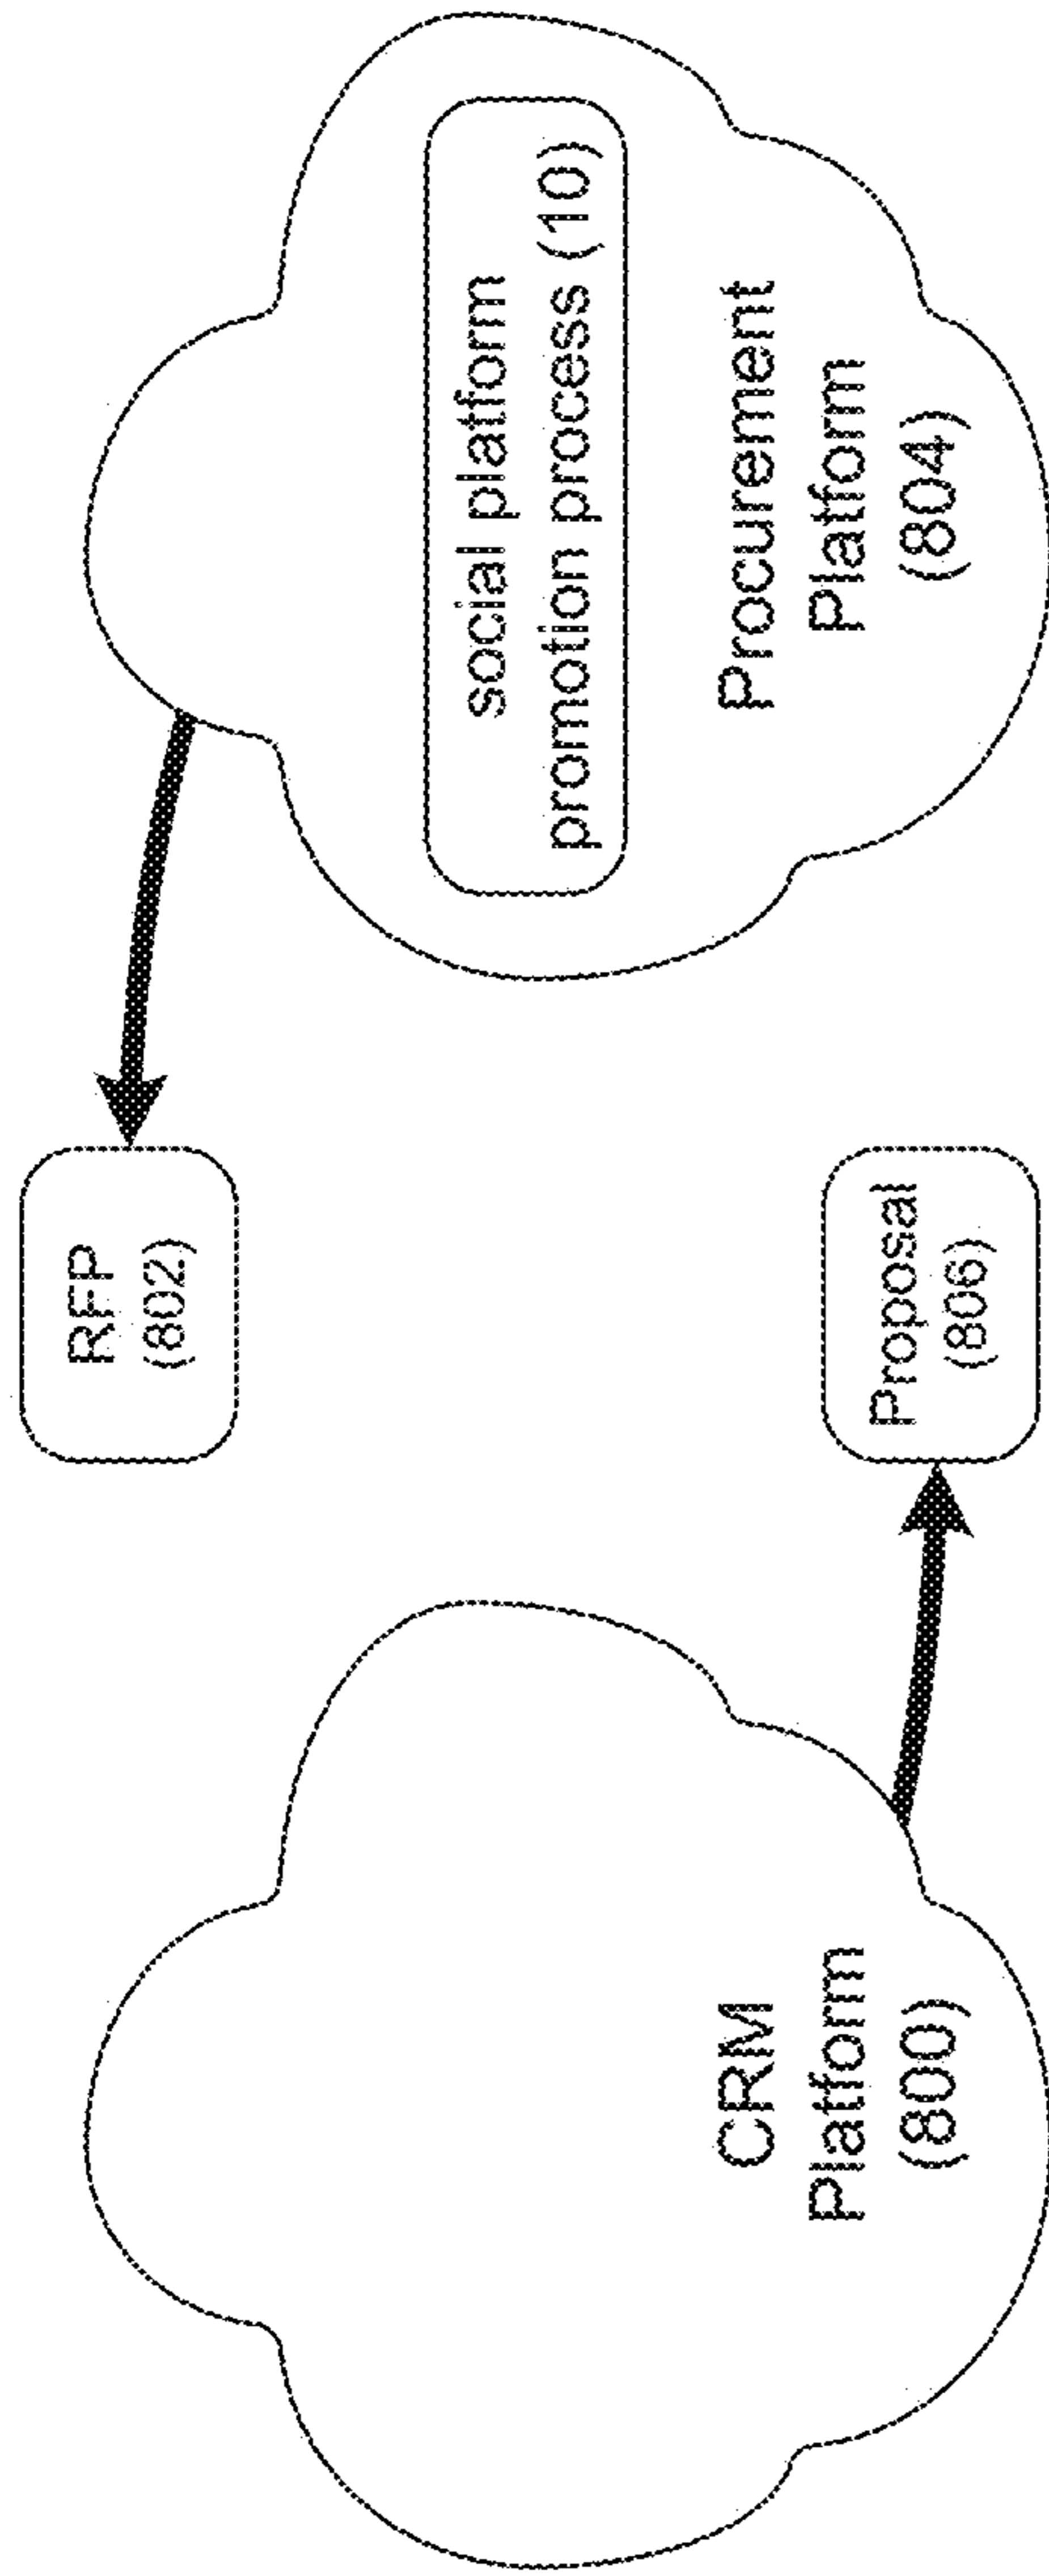 RFP
(802)
CRM
Platform
(800)
Proposal
(806)
social platform
promotion process (10)
Procurement
Platform
(804)